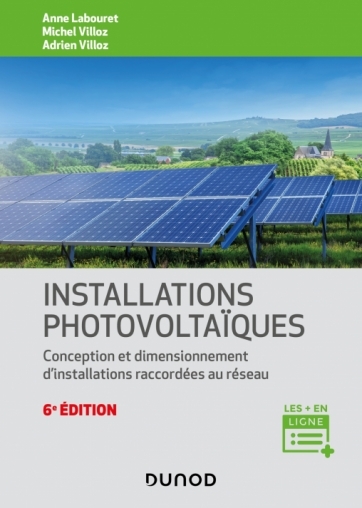 Anne Labouret
Michel Villoz
Adrien Villoz
INSTALLATIONS
PHOTOVOLTAÏQUES
Conception et dimensionnement
d'installations raccordées au réseau
6e ÉDITION
LES + EN
LIGNE
DUNOD